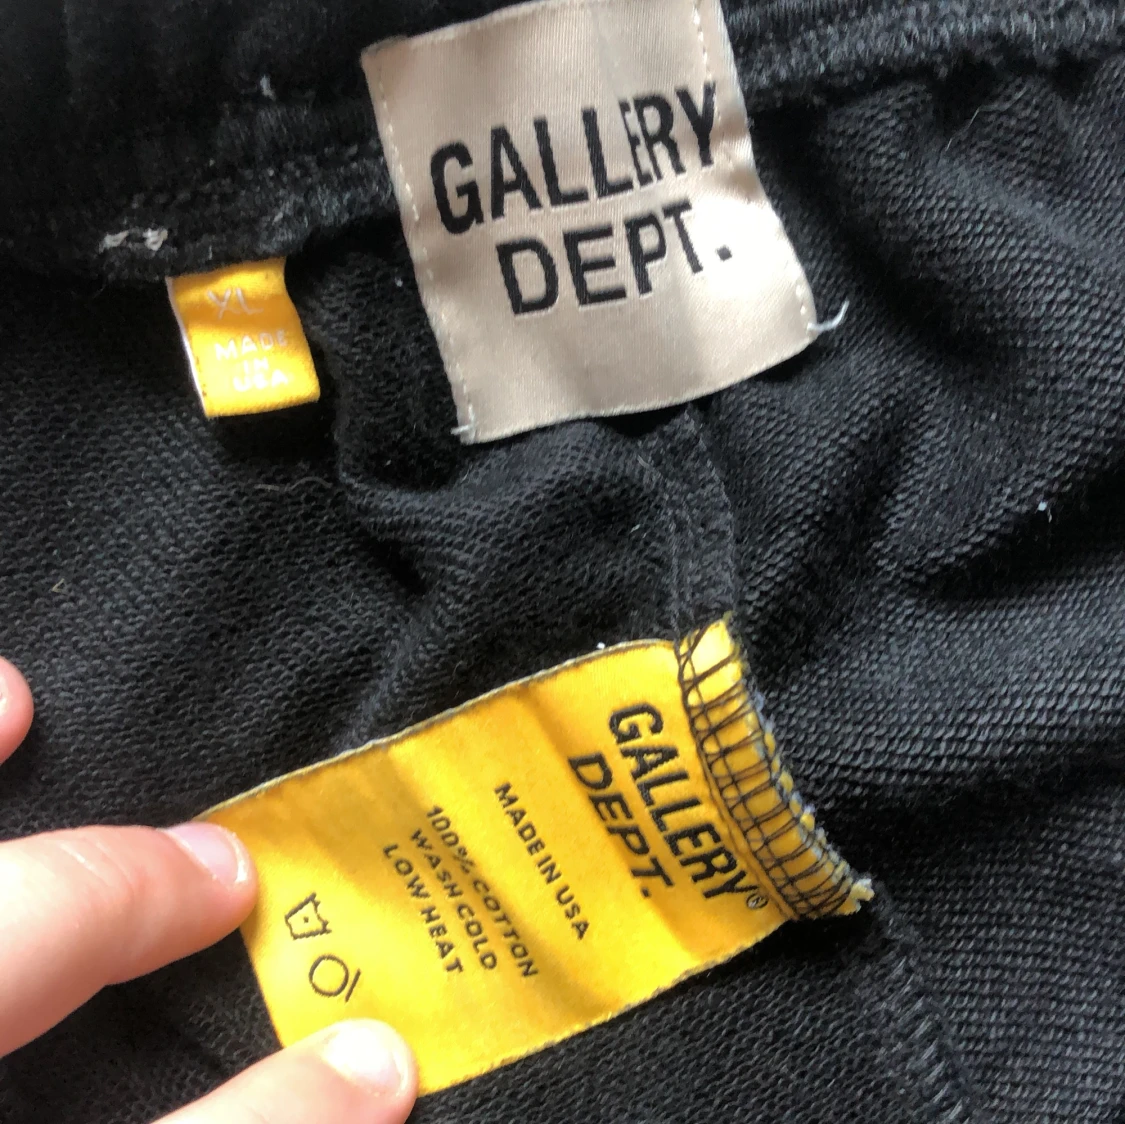 GALLERY
DEPT.
XL
MADE
IN
USA
GALLERY®
DEPT.
MADE IN USA
100% COTTON
WASH COLD
LOW HEAT